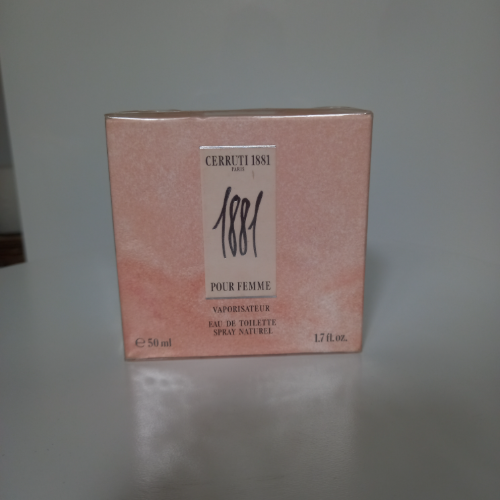 CERRUTI 1881
PARIS
1881
POUR FEMME
VAPORISATEUR
EAU DE TOILETTE
SPRAY NATUREL
℮ 50 ml
1.7 fl. oz.